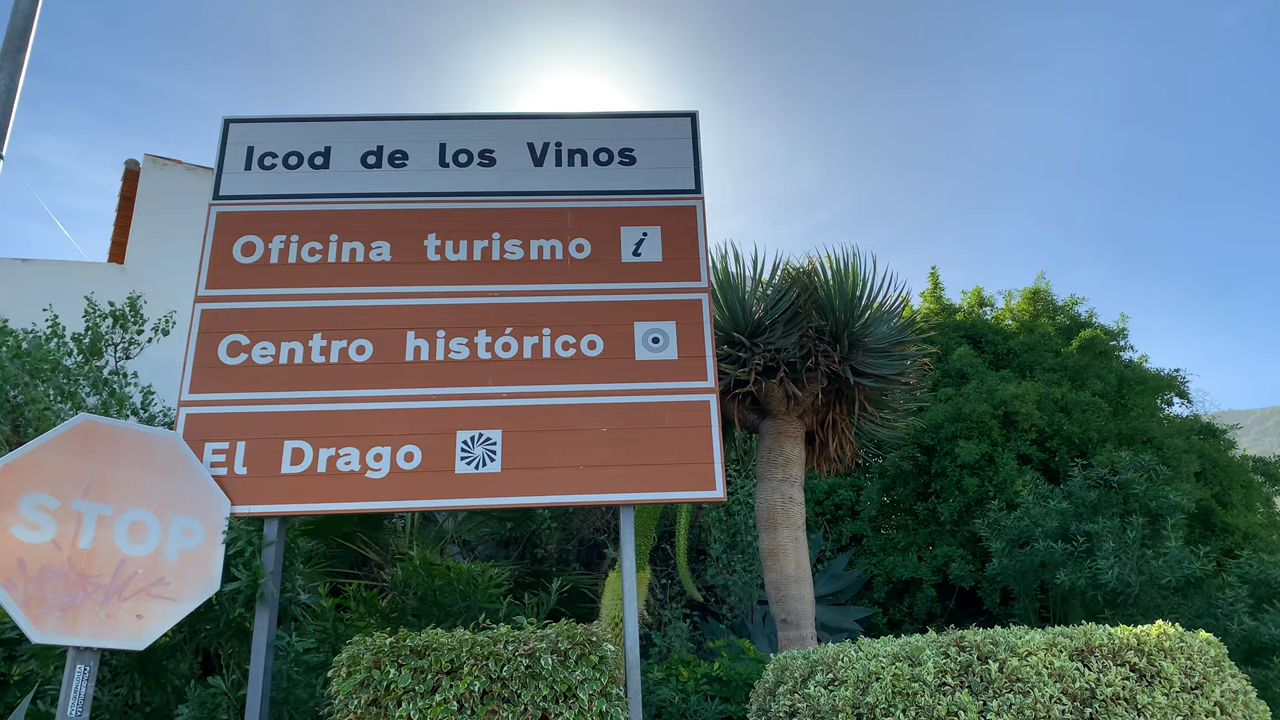 Icod de los Vinos
Oficina turismo i
Centro histórico
El Drago
STOP